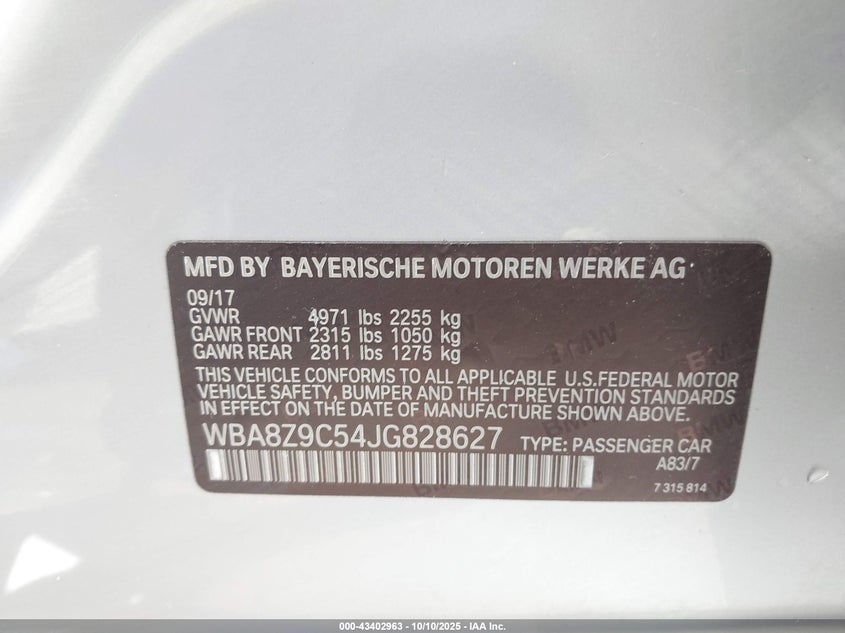 MFD BY BAYERISCHE MOTOREN WERKE AG
09/17
GVWR 4971 lbs 2255 kg
GAWR FRONT 2315 lbs 1050 kg
GAWR REAR 2811 lbs 1275 kg
THIS VEHICLE CONFORMS TO ALL APPLICABLE U.S.FEDERAL MOTOR
VEHICLE SAFETY, BUMPER AND THEFT PREVENTION STANDARDS
IN EFFECT ON THE DATE OF MANUFACTURE SHOWN ABOVE.
WBA8Z9C54JG828627 TYPE: PASSENGER CAR
A83/7
7 315 814
000-43402963 - 10/10/2025 - IAA Inc.